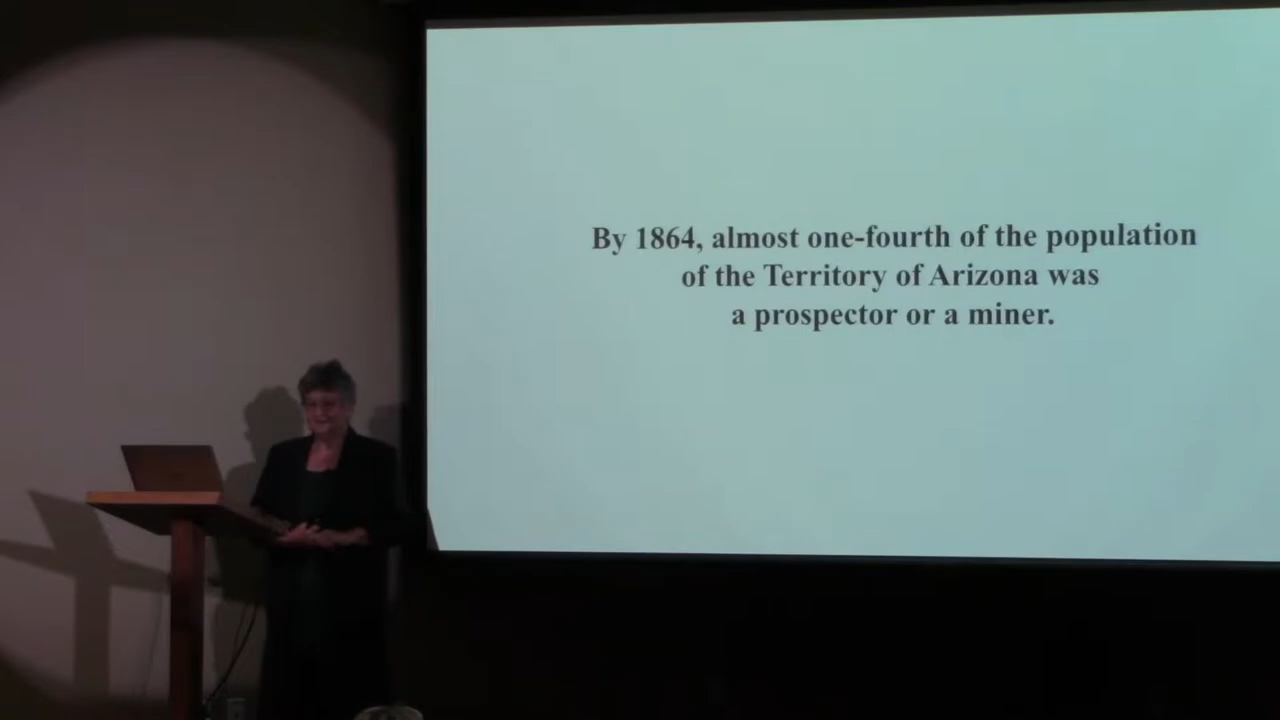 By 1864, almost one-fourth of the population
of the Territory of Arizona was
a prospector or a miner.